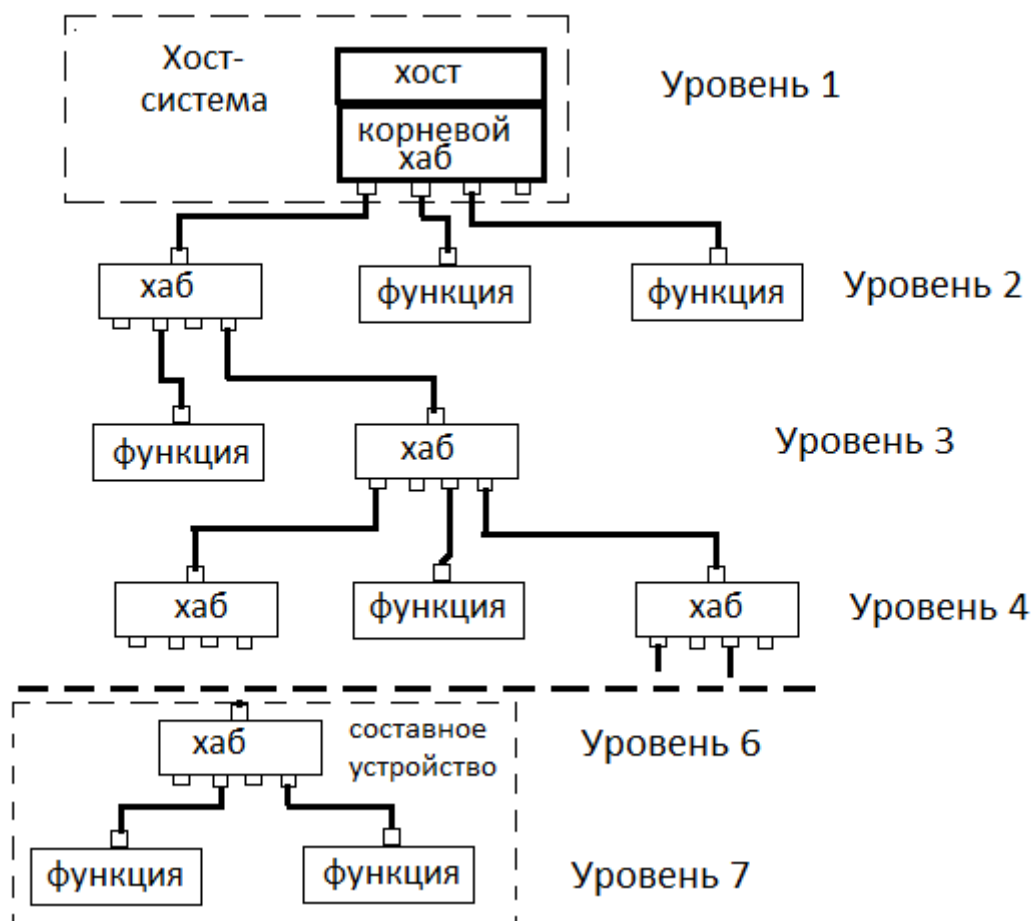 Хост-
система
хост
корневой
хаб
Уровень 1
хаб
функция
функция
Уровень 2
функция
хаб
Уровень 3
хаб
функция
хаб
Уровень 4
хаб
составное
устройство
Уровень 6
функция
функция
Уровень 7